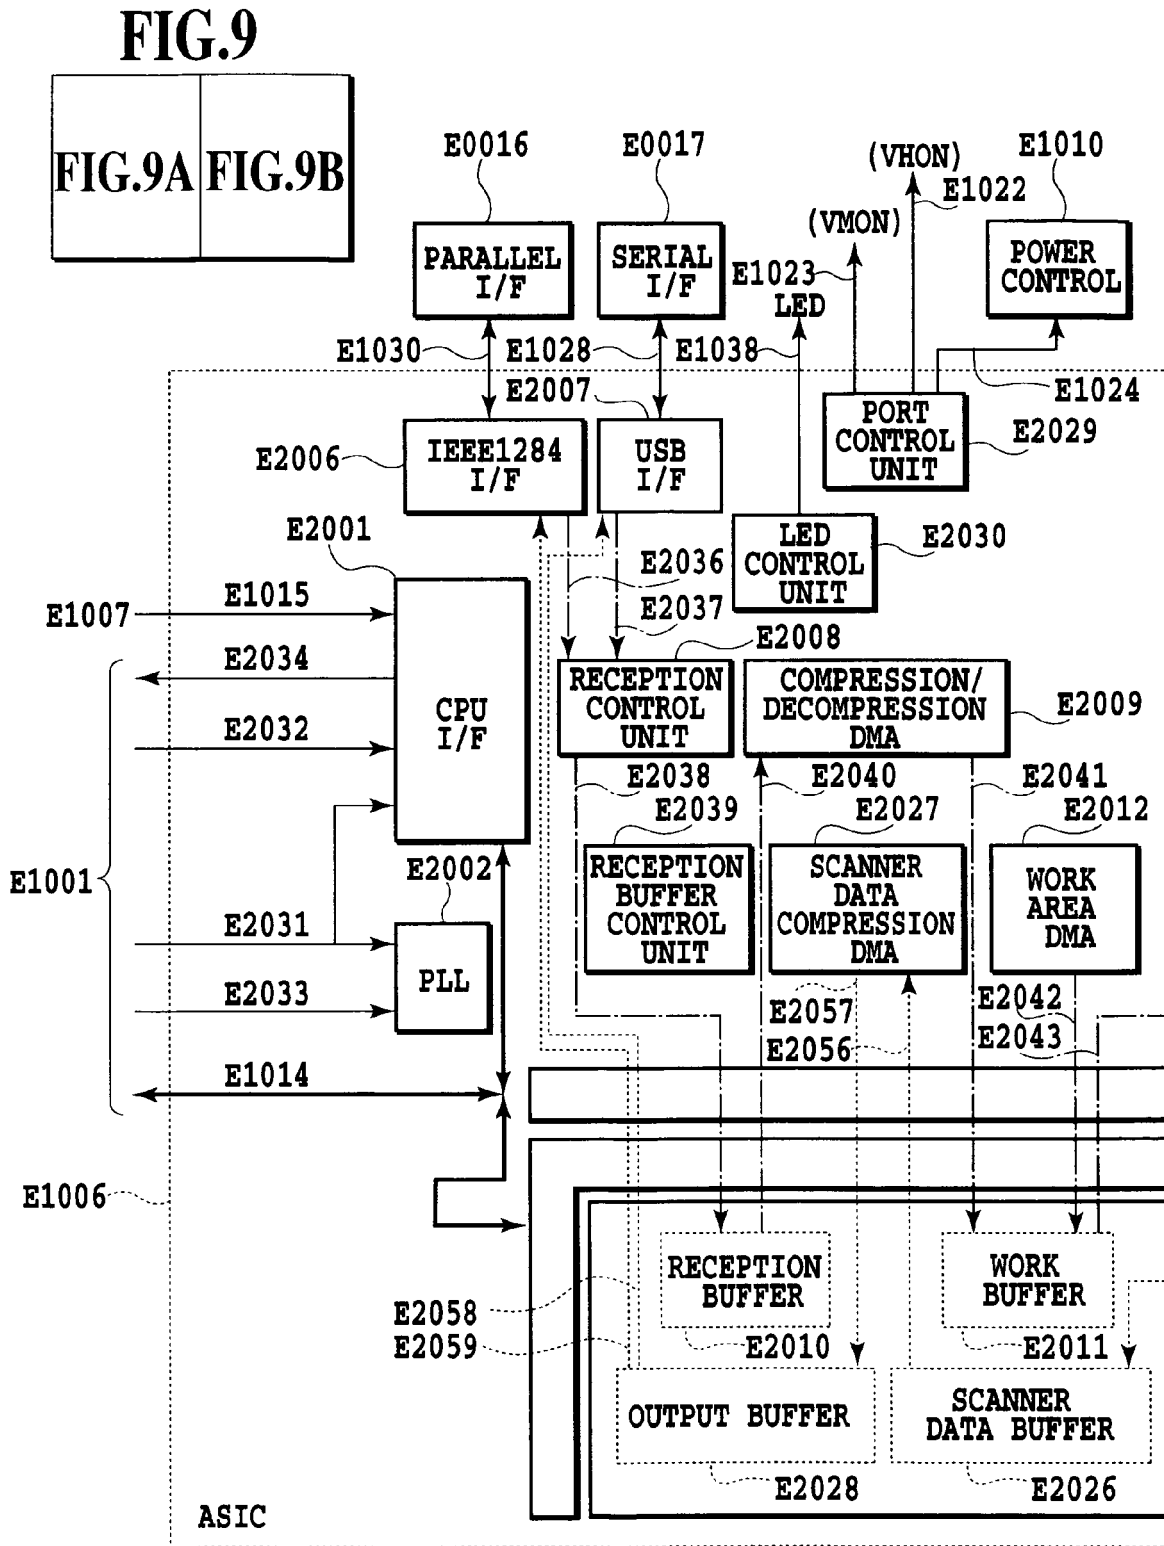 FIG.9
FIG.9A
FIG.9B
E0016
E0017
(VHON)
E1010
E1022
(VMON)
PARALLEL
I/F
SERIAL
I/F
POWER
CONTROL
E1023
LED
E1030
E1028
E1038
E2007
E1024
PORT
CONTROL
UNIT
E2029
E2006
IEEE1284
I/F
USB
I/F
E2001
LED
CONTROL
UNIT
E2030
E2036
E1007
E1015
E2037
E2034
E2008
RECEPTION
CONTROL
UNIT
COMPRESSION/
DECOMPRESSION
DMA
E2009
CPU
I/F
E2032
E2038
E2040
E2041
E2039
E2027
E2012
E1001
E2002
RECEPTION
BUFFER
CONTROL
UNIT
SCANNER
DATA
COMPRESSION
DMA
WORK
AREA
DMA
E2031
PLL
E2033
E2057
E2042
E2056
E2043
E1014
E1006
RECEPTION
BUFFER
WORK
BUFFER
E2058
E2059
E2010
E2011
OUTPUT BUFFER
SCANNER
DATA BUFFER
E2028
E2026
ASIC